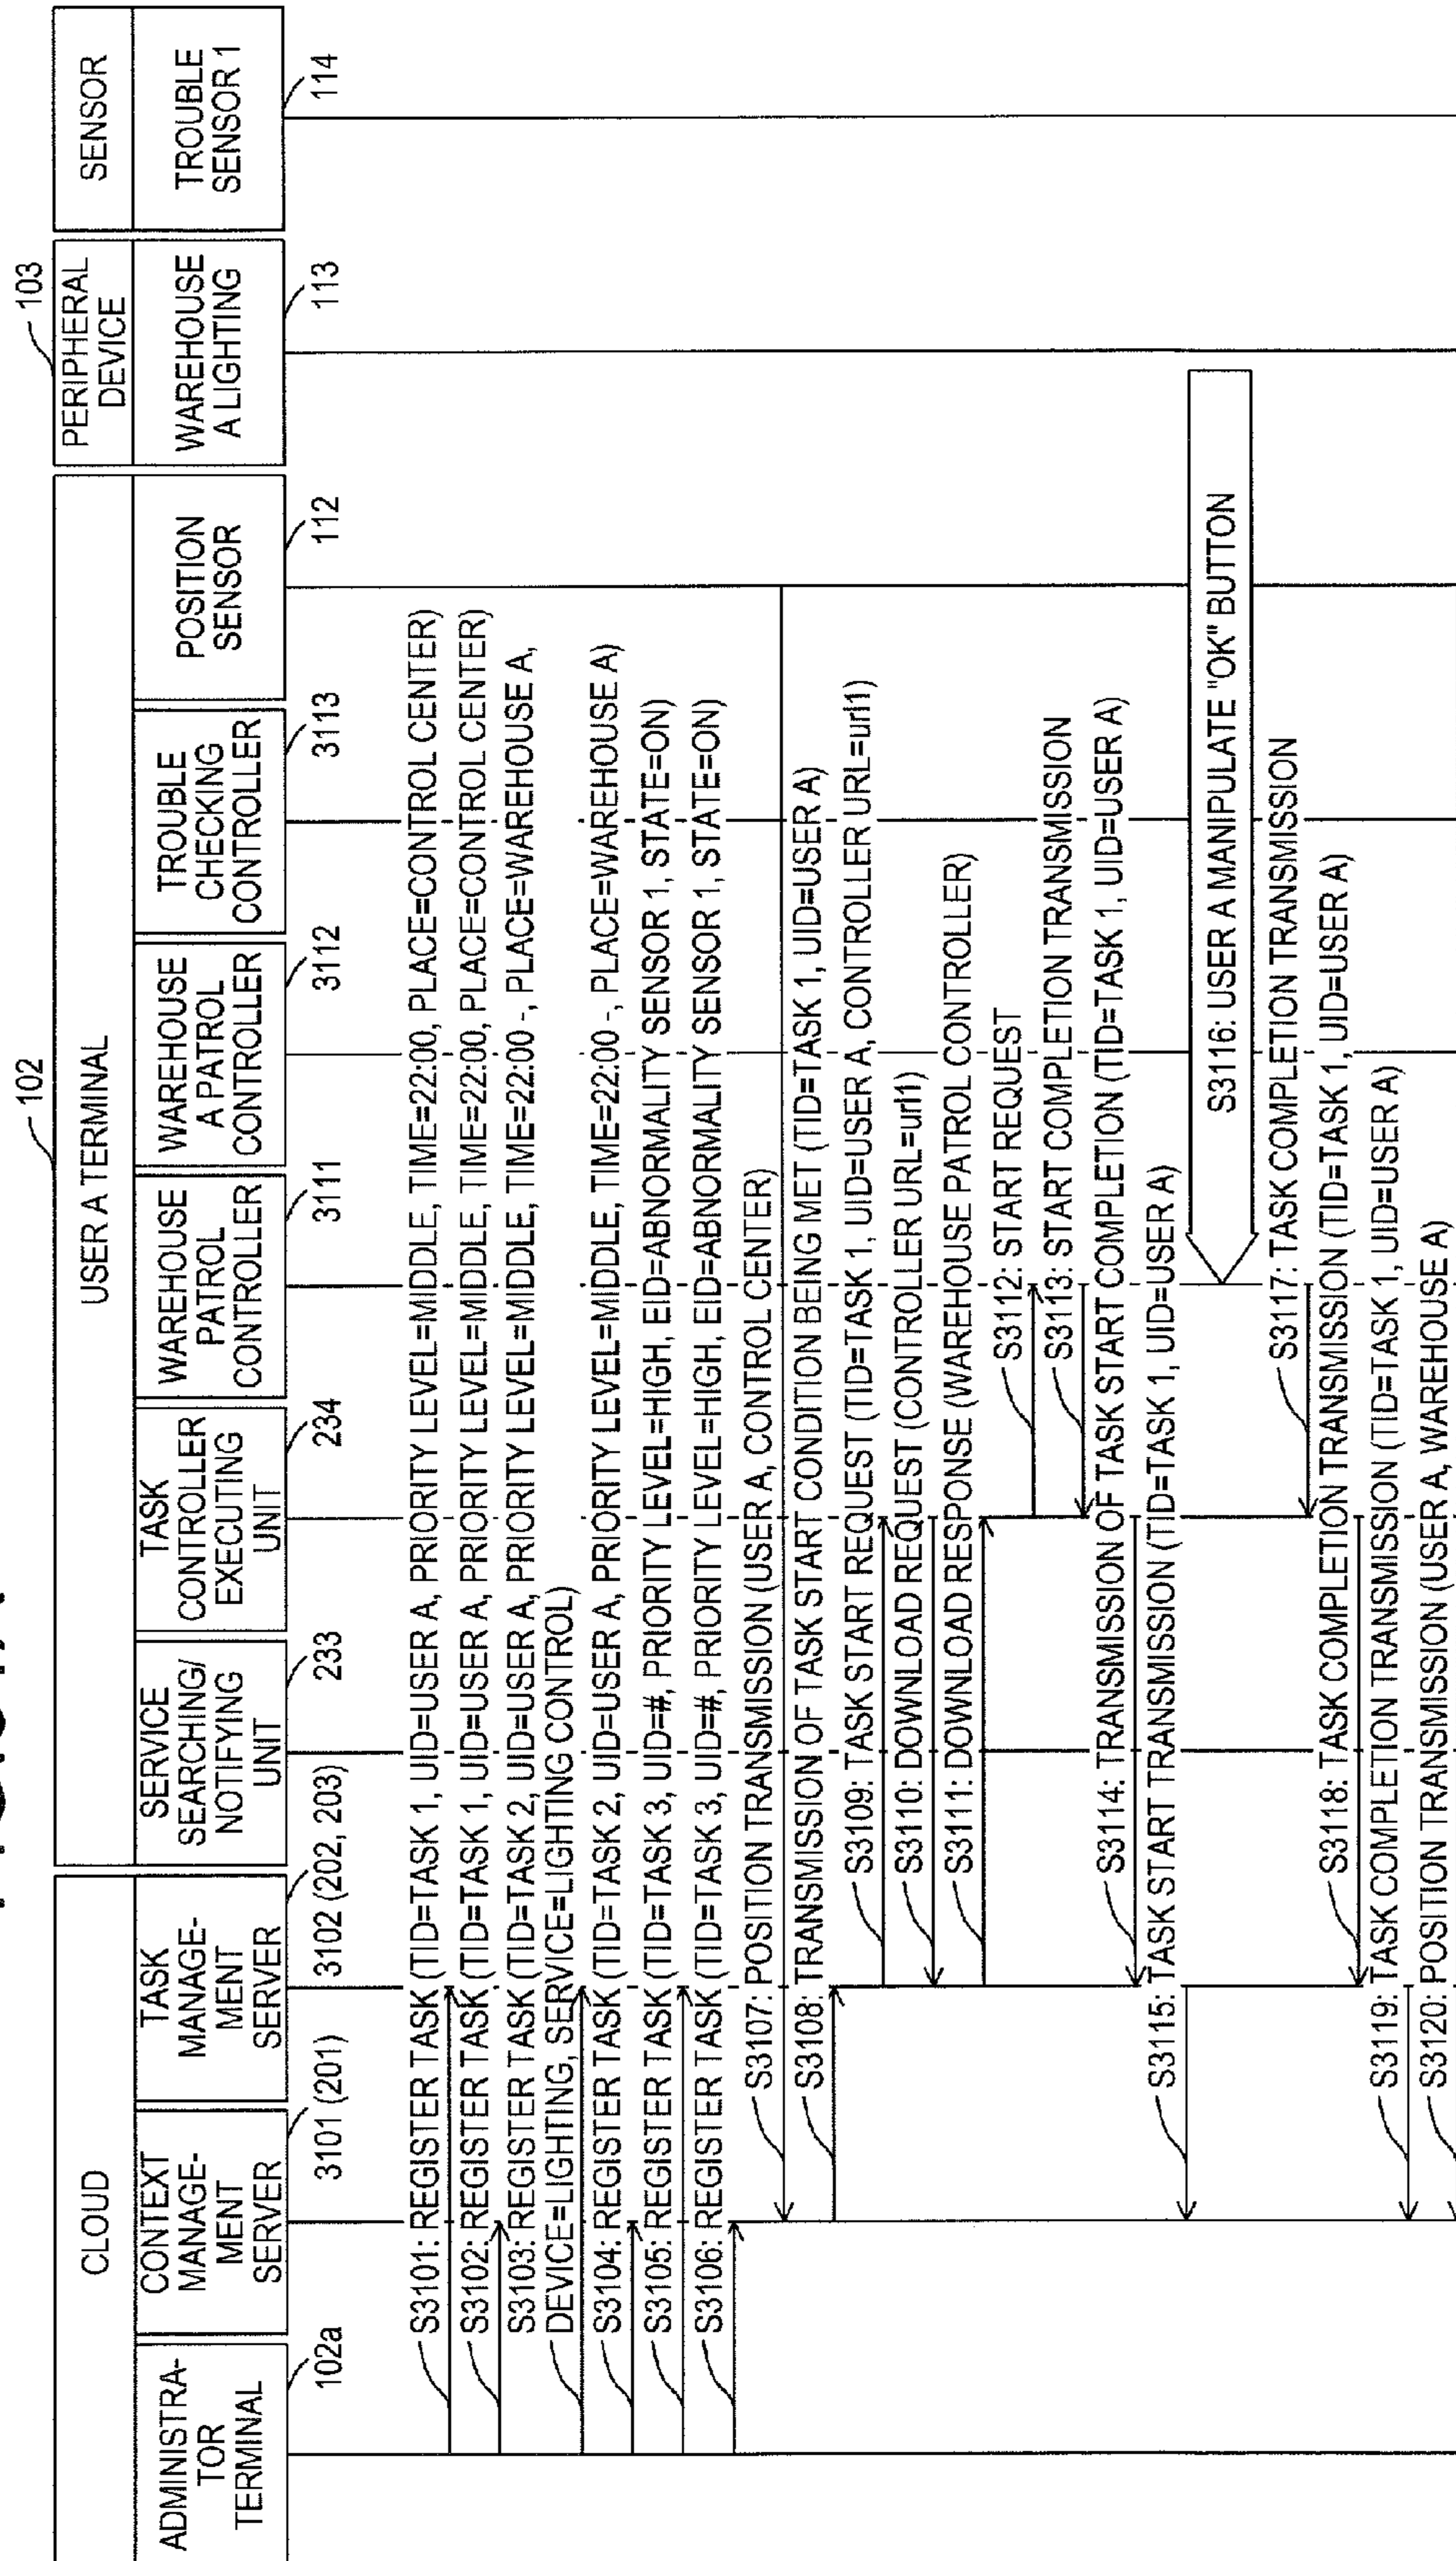 102
103
CLOUD
USER A TERMINAL
PERIPHERAL
DEVICE
SENSOR
ADMINISTRA-
TOR
TERMINAL
CONTEXT
MANAGE-
MENT
SERVER
TASK
MANAGE-
MENT
SERVER
SERVICE
SEARCHING/
NOTIFYING
UNIT
TASK
CONTROLLER
EXECUTING
UNIT
WAREHOUSE
PATROL
CONTROLLER
WAREHOUSE
A PATROL
CONTROLLER
TROUBLE
CHECKING
CONTROLLER
POSITION
SENSOR
WAREHOUSE
A LIGHTING
TROUBLE
SENSOR 1
102a
3101 (201)
3102 (202, 203)
233
234
3111
3112
3113
112
113
114
S3101: REGISTER TASK (TID=TASK 1, UID=USER A, PRIORITY LEVEL=MIDDLE, TIME=22:00, PLACE=CONTROL CENTER)
S3102: REGISTER TASK (TID=TASK 1, UID=USER A, PRIORITY LEVEL=MIDDLE, TIME=22:00, PLACE=CONTROL CENTER)
S3103: REGISTER TASK (TID=TASK 2, UID=USER A, PRIORITY LEVEL=MIDDLE, TIME=22:00 -, PLACE=WAREHOUSE A,
DEVICE=LIGHTING, SERVICE=LIGHTING CONTROL)
S3104: REGISTER TASK (TID=TASK 2, UID=USER A, PRIORITY LEVEL=MIDDLE, TIME=22:00 -, PLACE=WAREHOUSE A)
S3105: REGISTER TASK (TID=TASK 3, UID=#, PRIORITY LEVEL=HIGH, EID=ABNORMALITY SENSOR 1, STATE=ON)
S3106: REGISTER TASK (TID=TASK 3, UID=#, PRIORITY LEVEL=HIGH, EID=ABNORMALITY SENSOR 1, STATE=ON)
S3107: POSITION TRANSMISSION (USER A, CONTROL CENTER)
S3108: TRANSMISSION OF TASK START CONDITION BEING MET (TID=TASK 1, UID=USER A)
S3109: TASK START REQUEST (TID=TASK 1, UID=USER A, CONTROLLER URL=url1)
S3110: DOWNLOAD REQUEST (CONTROLLER URL=url1)
S3111: DOWNLOAD RESPONSE (WAREHOUSE PATROL CONTROLLER)
S3112: START REQUEST
S3113: START COMPLETION TRANSMISSION
S3114: TRANSMISSION OF TASK START COMPLETION (TID=TASK 1, UID=USER A)
S3115: TASK START TRANSMISSION (TID=TASK 1, UID=USER A)
S3116: USER A MANIPULATE "OK" BUTTON
S3117: TASK COMPLETION TRANSMISSION
S3118: TASK COMPLETION TRANSMISSION (TID=TASK 1, UID=USER A)
S3119: TASK COMPLETION TRANSMISSION (TID=TASK 1, UID=USER A)
S3120: POSITION TRANSMISSION (USER A, WAREHOUSE A)